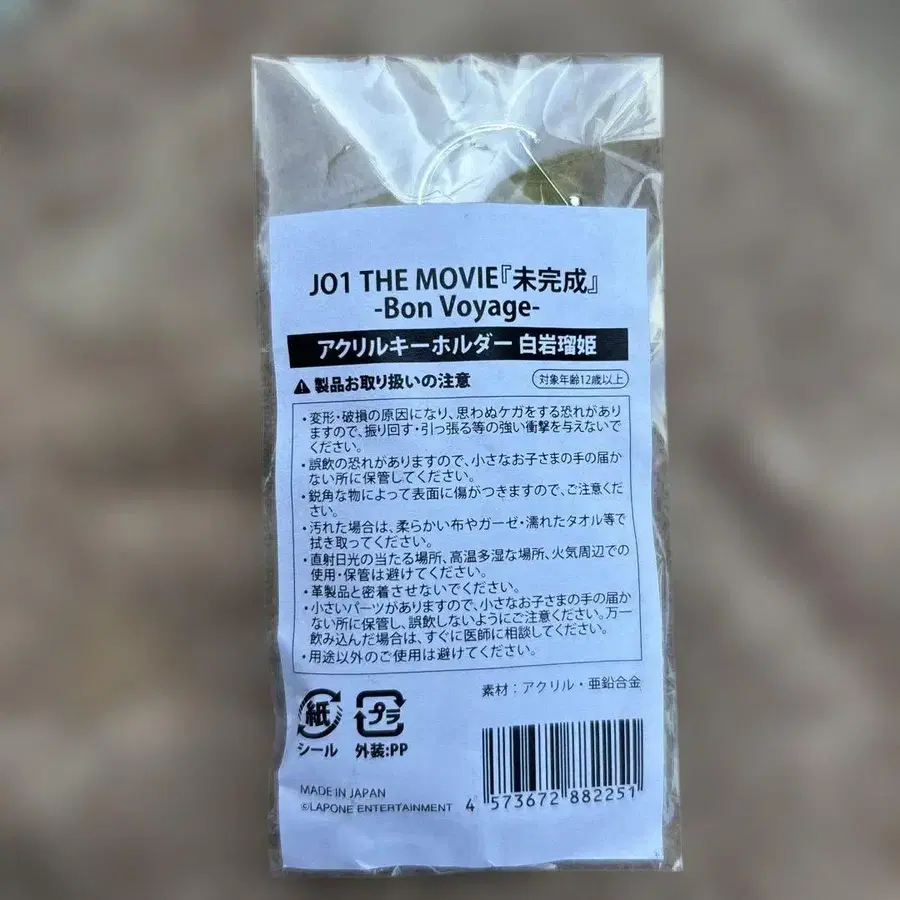 JO1 THE MOVIE『未完成』
-Bon Voyage-
アクリルキーホルダー 白岩瑠姫
製品お取り扱いの注意
対象年齢12歳以上
・変形・破損の原因になり、思わぬケガをする恐れがあり
ますので、振り回す・引っ張る等の強い衝撃を与えないで
ください。
・誤飲の恐れがありますので、小さなお子さまの手の届か
ない所に保管してください。
・鋭角な物によって表面に傷がつきますので、ご注意くだ
さい。
・汚れた場合は、柔らかい布やガーゼ・濡れたタオル等で
拭き取ってください。
・直射日光の当たる場所、高温多湿な場所、火気周辺での
使用・保管は避けてください。
・革製品と密着させないでください。
・小さいパーツがありますので、小さなお子さまの手の届か
ない所に保管し、誤飲しないようにご注意ください。万一
飲み込んだ場合は、すぐに医師に相談してください。
・用途以外のご使用は避けてください。
素材：アクリル・亜鉛合金
紙 プラ
シール 外装:PP
MADE IN JAPAN
©LAPONE ENTERTAINMENT
4 573672 882251